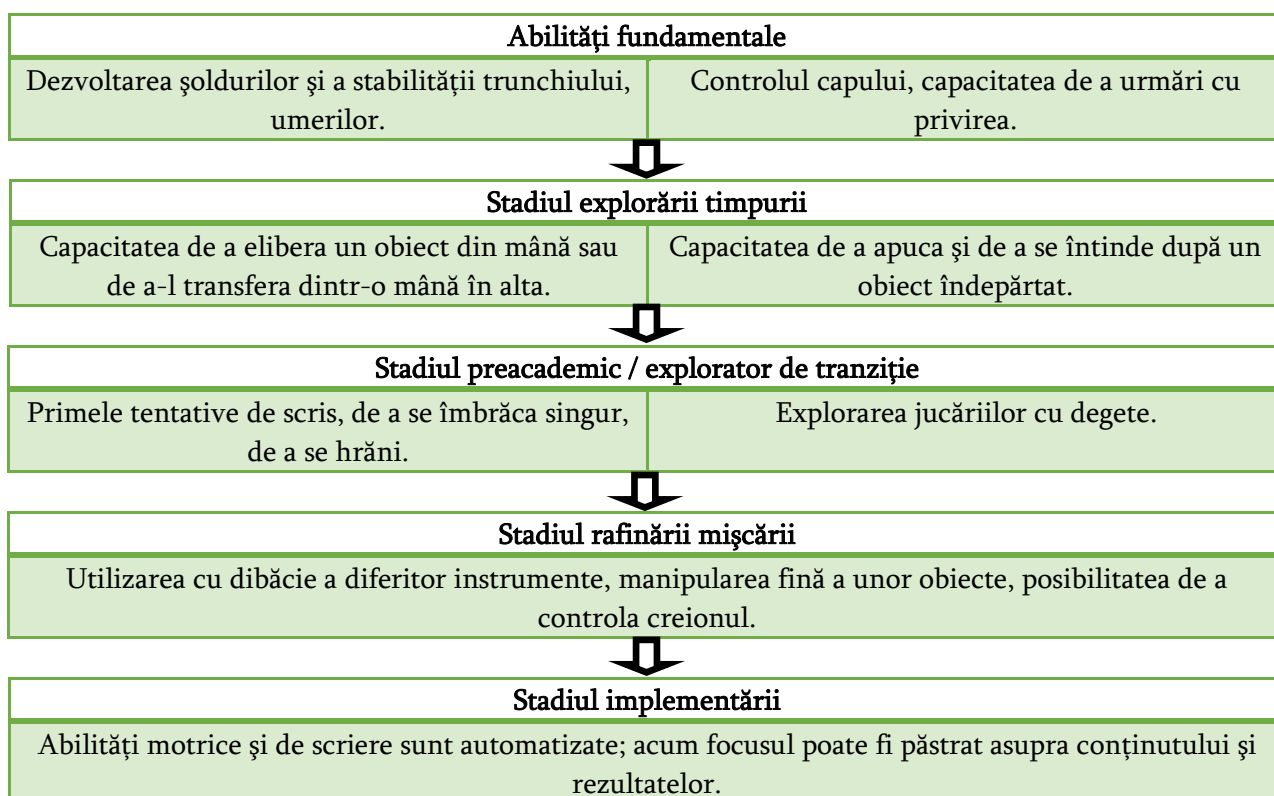 Abilități fundamentale
Dezvoltarea şoldurilor şi a stabilității trunchiului,
umerilor.
Controlul capului, capacitatea de a urmări cu
privirea.
Stadiul explorării timpurii
Capacitatea de a elibera un obiect din mână sau
de a-l transfera dintr-o mână în alta.
Capacitatea de a apuca şi de a se întinde după un
obiect îndepărtat.
Stadiul preacademic / explorator de tranziție
Primele tentative de scris, de a se îmbrăca singur,
de a se hrăni.
Explorarea jucăriilor cu degete.
Stadiul rafinării mişcării
Utilizarea cu dibăcie a diferitor instrumente, manipularea fină a unor obiecte, posibilitatea de a
controla creionul.
Stadiul implementării
Abilități motrice şi de scriere sunt automatizate; acum focusul poate fi păstrat asupra conținutului şi
rezultatelor.